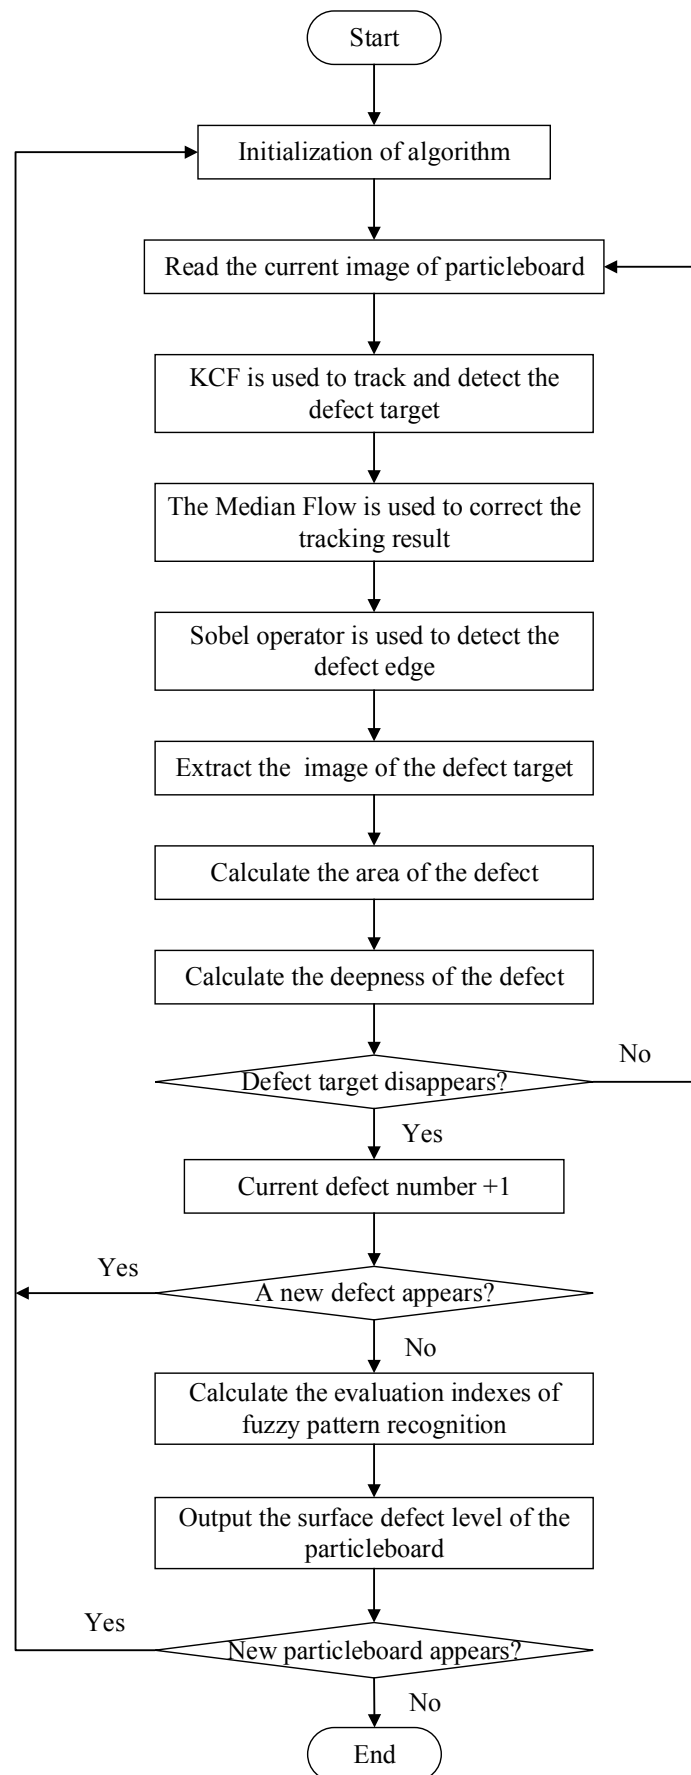 Start
Initialization of algorithm
Read the current image of particleboard
KCF is used to track and detect the
defect target
The Median Flow is used to correct the
tracking result
Sobel operator is used to detect the
defect edge
Extract the image of the defect target
Calculate the area of the defect
Calculate the deepness of the defect
No
Defect target disappears?
Yes
Current defect number +1
Yes
A new defect appears?
No
Calculate the evaluation indexes of
fuzzy pattern recognition
Output the surface defect level of the
particleboard
Yes
New particleboard appears?
No
End